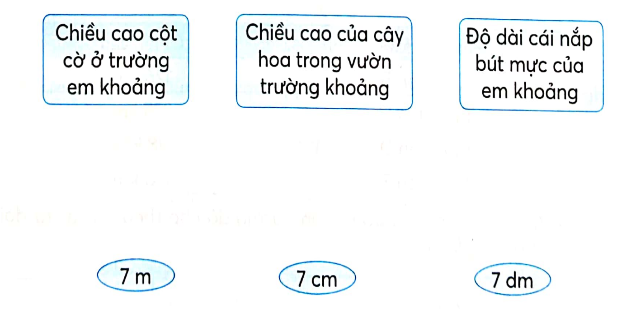 Chiều cao cột
cờ ở trường
em khoảng
Chiều cao của cây
hoa trong vườn
trường khoảng
Độ dài cái nắp
bút mực của
em khoảng
7 m
7 cm
7 dm